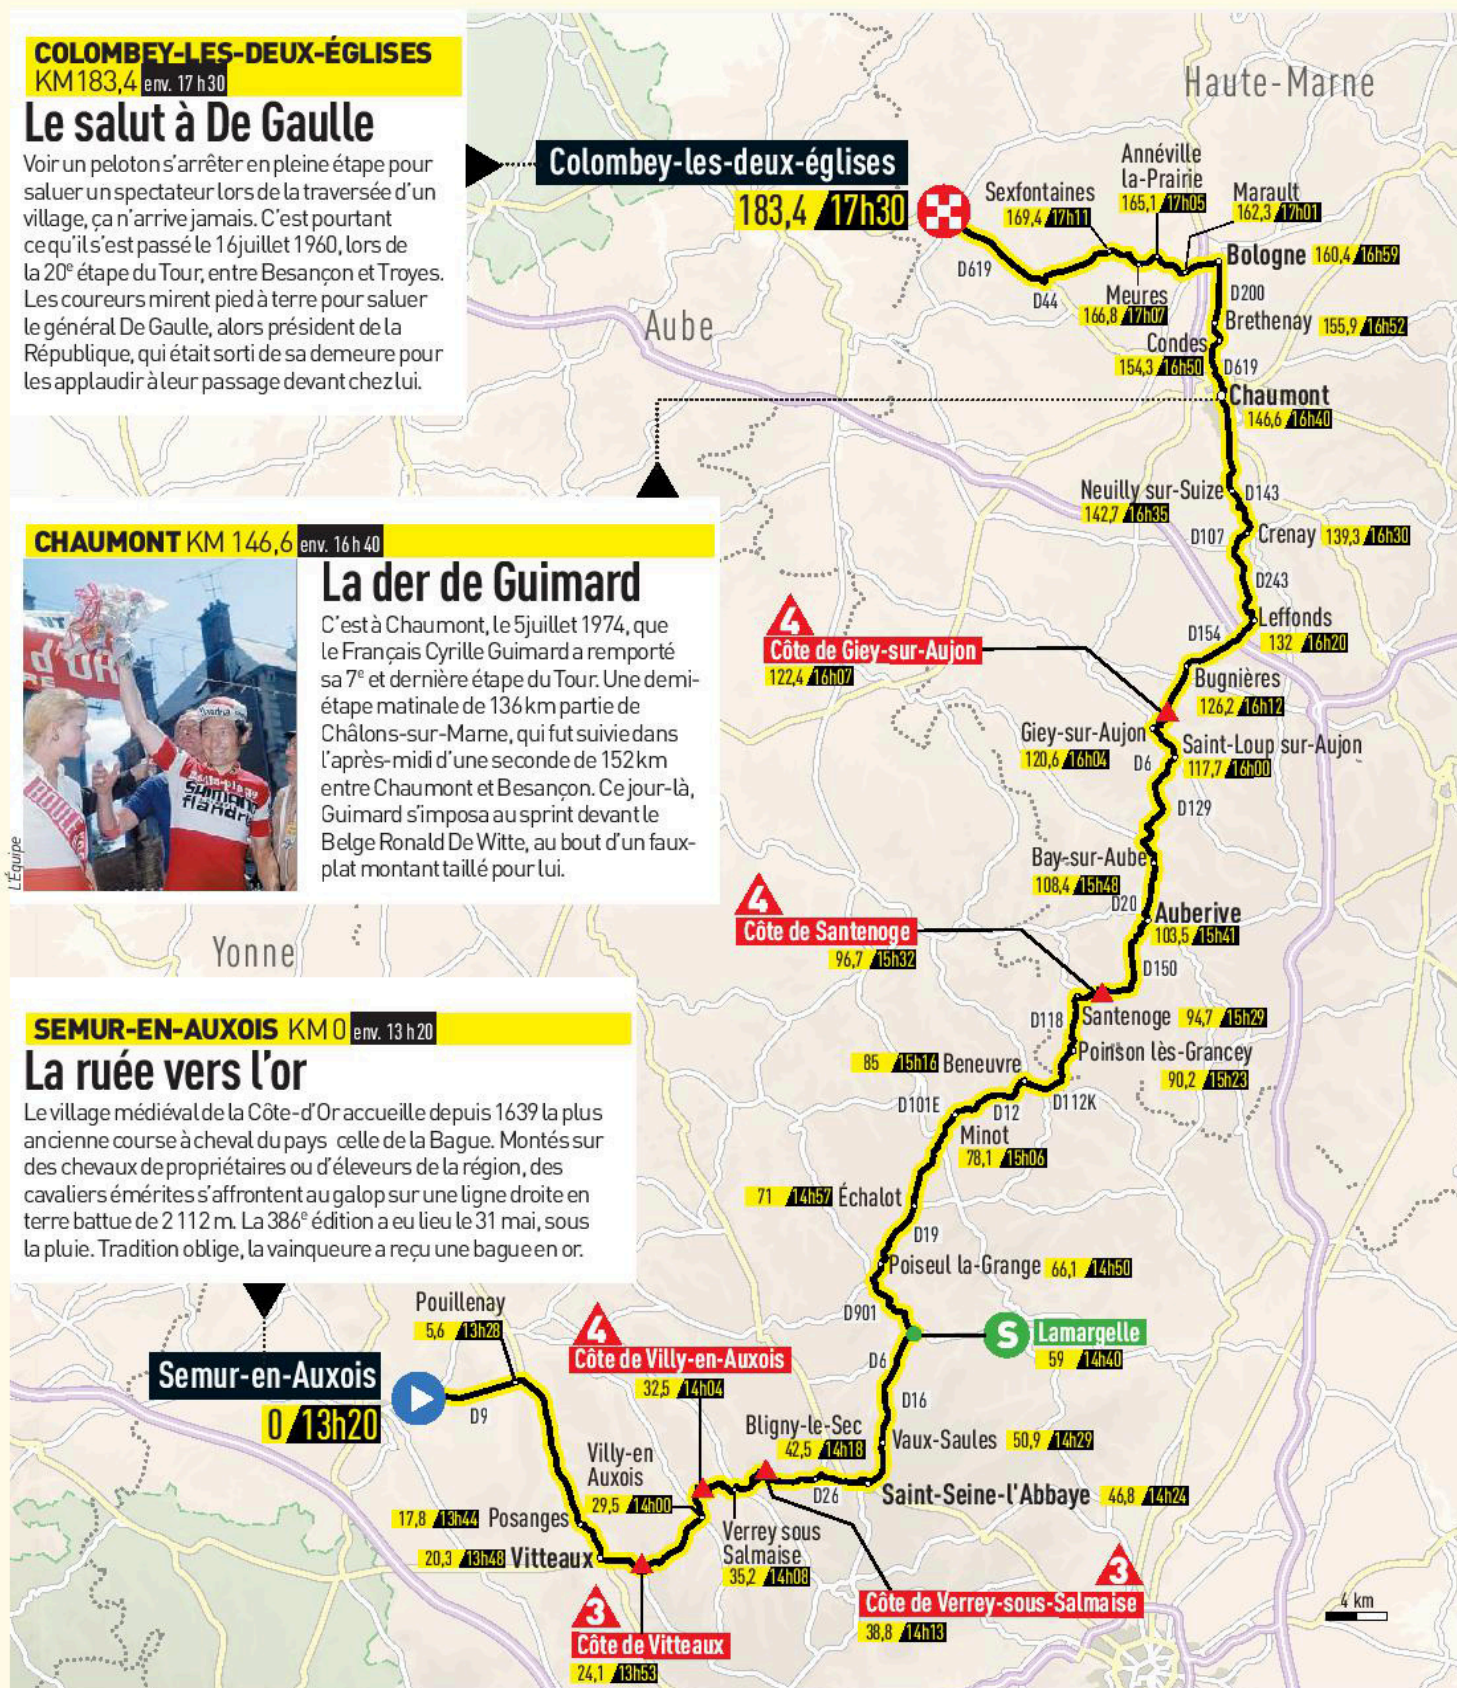 COLOMBEY-LES-DEUX-ÉGLISES
KM 183,4 env. 17 h 30
Le salut à De Gaulle
Voir un peloton s'arrêter en pleine étape pour
saluer un spectateur lors de la traversée d'un
village, ça n'arrive jamais. C'est pourtant
ce qu'il s'est passé le 16 juillet 1960, lors de
la 20e étape du Tour, entre Besançon et Troyes.
Les coureurs mirent pied à terre pour saluer
le général De Gaulle, alors président de la
République, qui était sorti de sa demeure pour
les applaudir à leur passage devant chez lui.
CHAUMONT KM 146,6 env. 16 h 40
La der de Guimard
C'est à Chaumont, le 5 juillet 1974, que
le Français Cyrille Guimard a remporté
sa 7e et dernière étape du Tour. Une demi-
étape matinale de 136 km partie de
Châlons-sur-Marne, qui fut suivie dans
l'après-midi d'une seconde de 152 km
entre Chaumont et Besançon. Ce jour-là,
Guimard s'imposa au sprint devant le
Belge Ronald De Witte, au bout d'un faux-
plat montant taillé pour lui.
L'Équipe
d'OR
SHIMANO
flandria
SEMUR-EN-AUXOIS KM 0 env. 13 h 20
La ruée vers l'or
Le village médiéval de la Côte-d'Or accueille depuis 1639 la plus
ancienne course à cheval du pays celle de la Bague. Montés sur
des chevaux de propriétaires ou d'éleveurs de la région, des
cavaliers émérites s'affrontent au galop sur une ligne droite en
terre battue de 2 112 m. La 386e édition a eu lieu le 31 mai, sous
la pluie. Tradition oblige, la vainqueure a reçu une bague en or.
Haute-Marne
Aube
Yonne
Colombey-les-deux-églises
183,4 17h30
Sexfontaines
169,4 17h11
Annéville
la-Prairie
165,1 17h05
Marault
162,3 17h01
Bologne 160,4 16h59
D619
D44
Meures
166,8 17h07
D200
Brethenay 155,9 16h52
Condes
154,3 16h50
D619
Chaumont
146,6 16h40
Neuilly sur-Suize
142,7 16h35
D143
D107
Crenay 139,3 16h30
D243
Leffonds
132 16h20
D154
4
Côte de Giey-sur-Aujon
122,4 16h07
Bugnières
126,2 16h12
Giey-sur-Aujon
120,6 16h04
D6
Saint-Loup sur-Aujon
117,7 16h00
D129
Bay-sur-Aube
108,4 15h48
D20
4
Côte de Santenoge
96,7 15h32
Auberive
103,5 15h41
D150
D118
Santenoge 94,7 15h29
Poinson lès-Grancey
90,2 15h23
85 15h16 Beneuvre
D101E
D12
D112K
Minot
78,1 15h06
71 14h57 Échalot
D19
Poiseul la-Grange 66,1 14h50
D901
S
Lamargelle
59 14h40
D6
D16
Vaux-Saules 50,9 14h29
Saint-Seine-l'Abbaye 46,8 14h24
D26
Bligny-le-Sec
42,5 14h18
3
Côte de Verrey-sous-Salmaise
38,8 14h13
Verrey sous
Salmaise
35,2 14h08
4
Côte de Villy-en-Auxois
32,5 14h04
Villy-en
Auxois
29,5 14h00
3
Côte de Vitteaux
24,1 13h53
20,3 13h48 Vitteaux
17,8 13h44 Posanges
Pouillenay
5,6 13h28
D9
Semur-en-Auxois
0 13h20
4 km